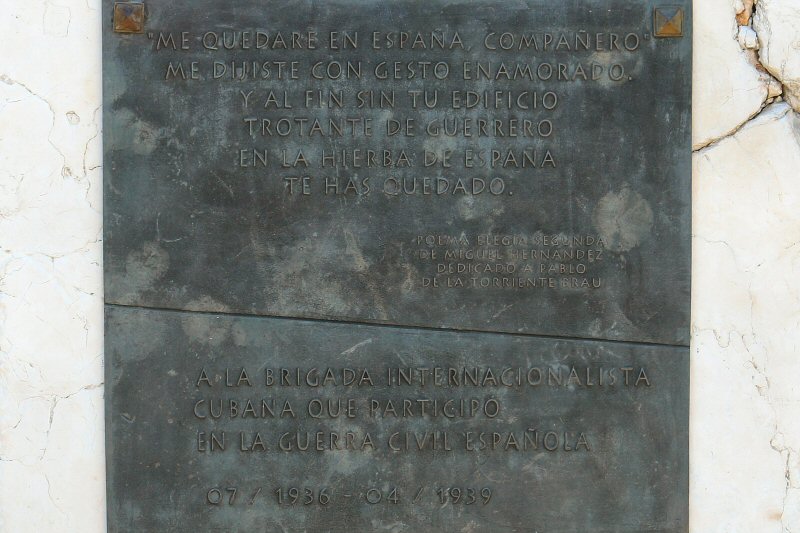 "ME QUEDARÉ EN ESPAÑA, COMPAÑERO"
ME DIJISTE CON GESTO ENAMORADO.
Y AL FIN SIN TU EDIFICIO
TROTANTE DE GUERRERO
EN LA HIERBA DE ESPAÑA
TE HAS QUEDADO.
POEMA ELEGIA SEGUNDA
DE MIGUEL HERNÁNDEZ
DEDICADO A PABLO
DE LA TORRIENTE BRAU
A LA BRIGADA INTERNACIONALISTA
CUBANA QUE PARTICIPÓ
EN LA GUERRA CIVIL ESPAÑOLA
07 / 1936 - 04 / 1939